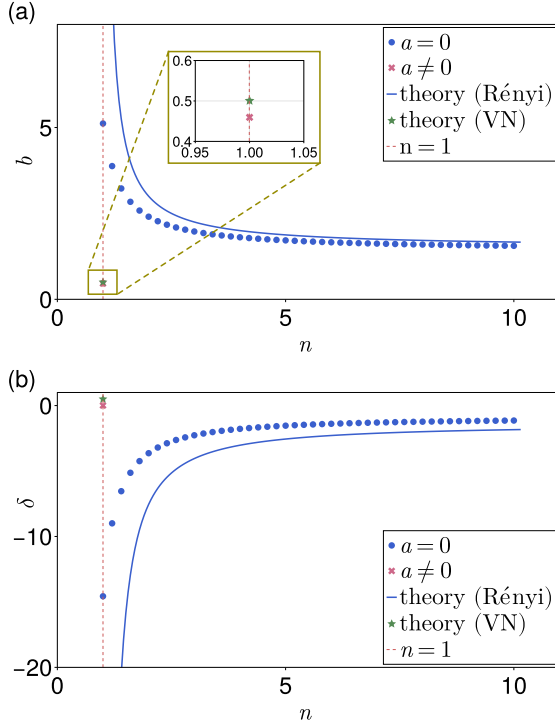 (a)
b
5
0
0
5
10
n
0.6
0.5
0.4
0.95
1.00
1.05
a = 0
a ≠ 0
theory (Rényi)
theory (VN)
n = 1
(b)
δ
0
−10
−20
0
5
10
n
a = 0
a ≠ 0
theory (Rényi)
theory (VN)
n = 1